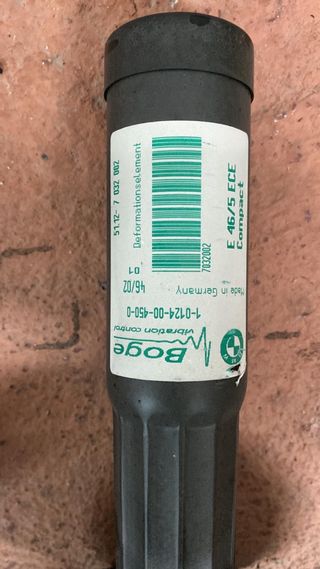 51.12- 7 032 002
Deformationselement
01
46/02
7032002
E 46/5 ECE
Compact
Made in Germany
1-0124-00-450-0
Boge
vibration control